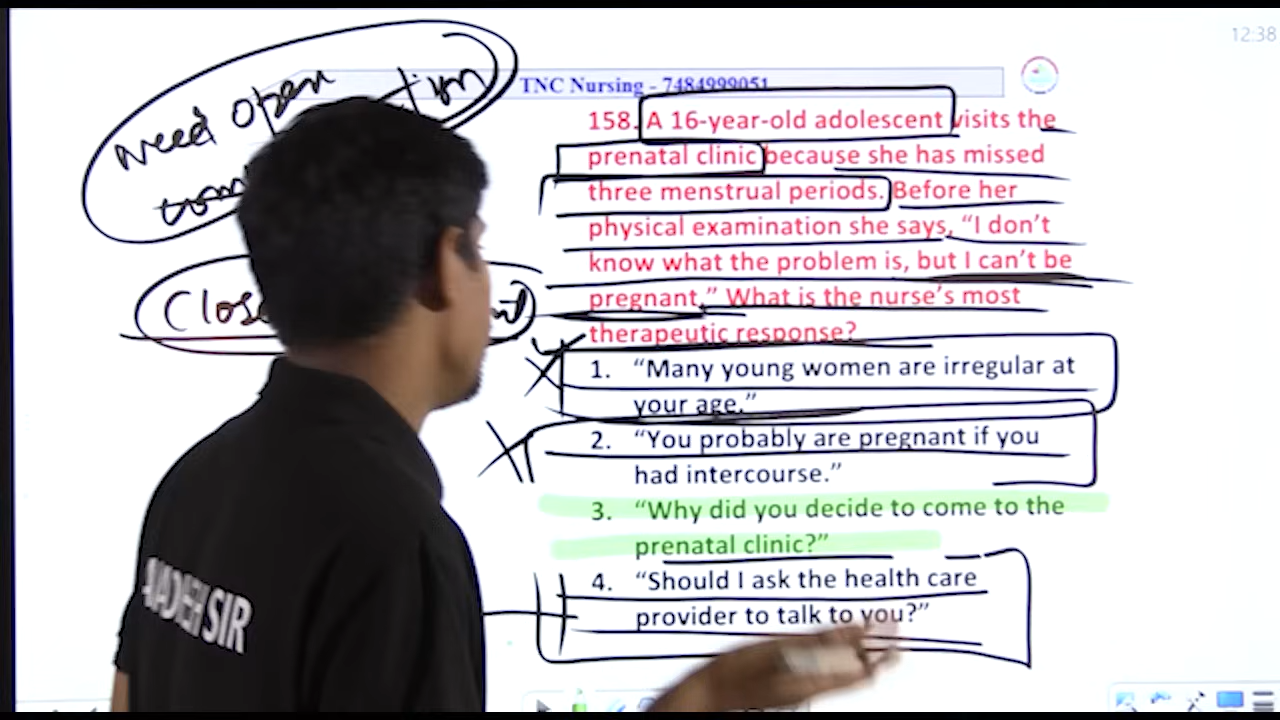 12:38
TNC Nursing - 7484999051
need open
158. A 16-year-old adolescent visits the
prenatal clinic because she has missed
three menstrual periods. Before her
physical examination she says, “I don’t
know what the problem is, but I can’t be
pregnant.” What is the nurse’s most
therapeutic response?
1. “Many young women are irregular at
your age.”
2. “You probably are pregnant if you
had intercourse.”
3. “Why did you decide to come to the
prenatal clinic?”
4. “Should I ask the health care
provider to talk to you?”
SIR